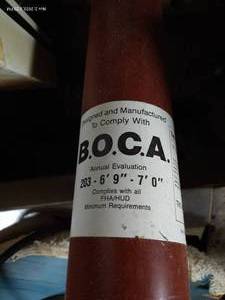 Designed and Manufactured
To Comply With
B.O.C.A.
Annual Evaluation
203 - 6' 9" - 7' 0"
Complies with all
FHA/HUD
Minimum Requirements